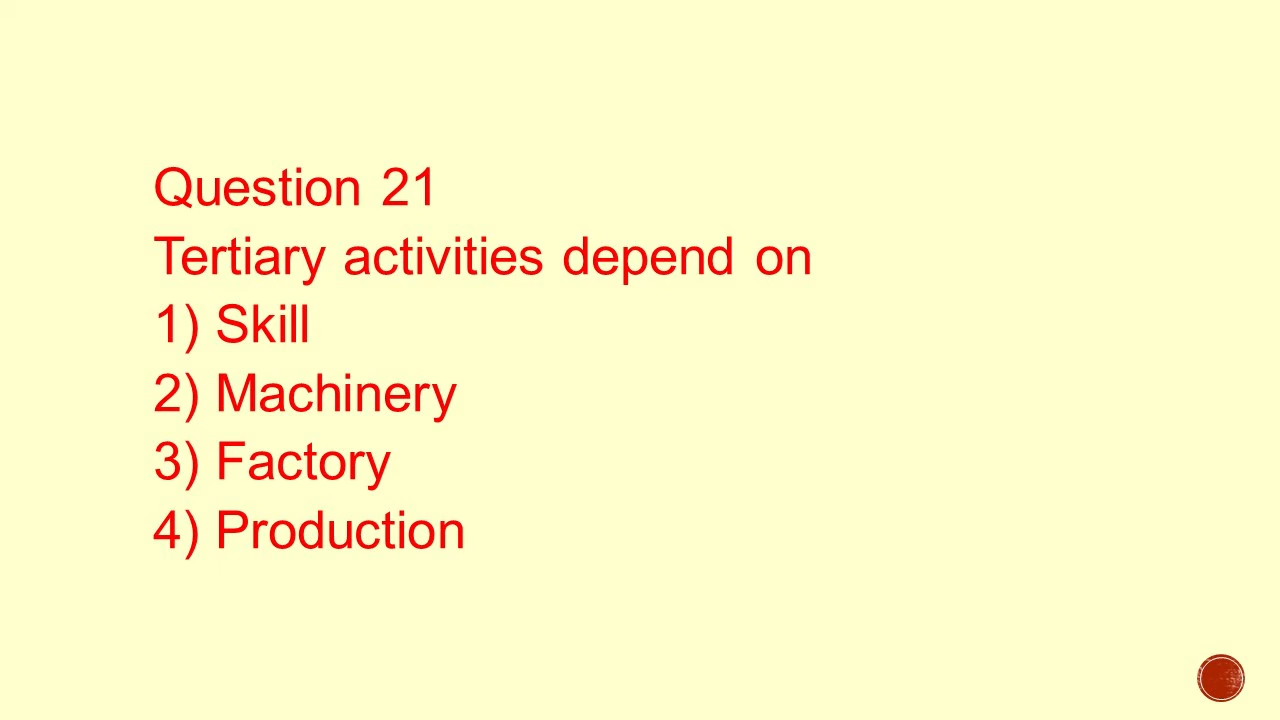 Question 21
Tertiary activities depend on
1) Skill
2) Machinery
3) Factory
4) Production